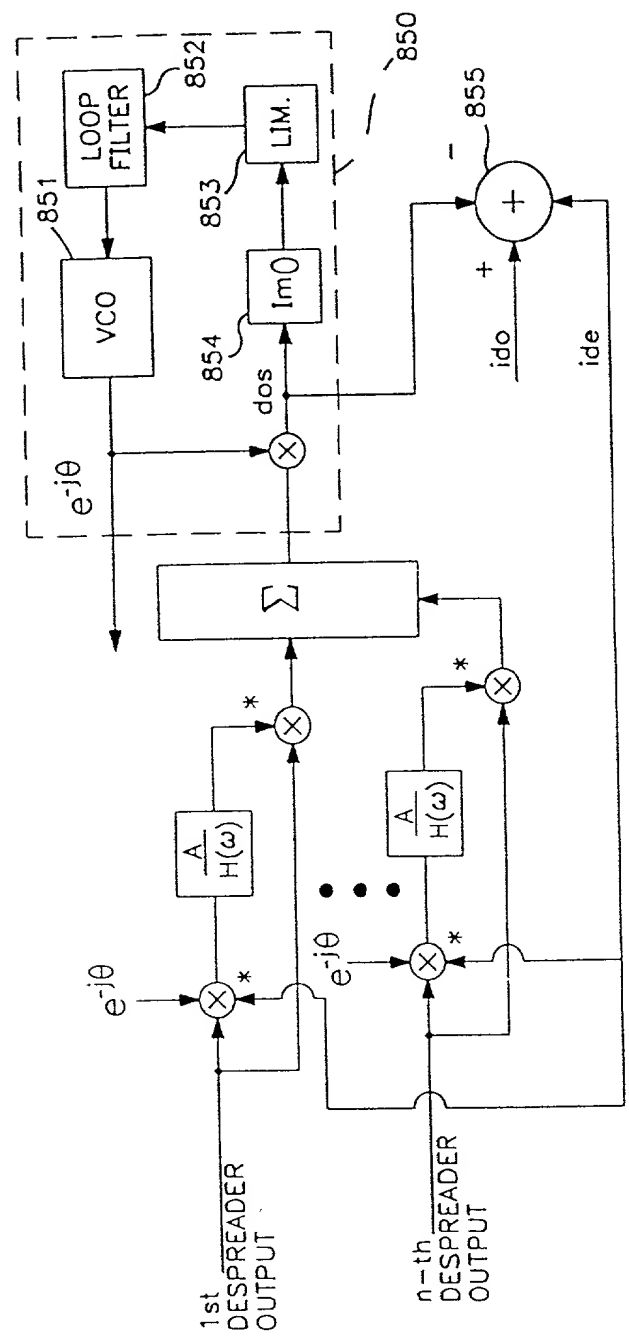 850
852
LOOP
FILTER
LIM.
853
851
VCO
Im()
854
dos
855
-
+
+
ido
ide
e^-jθ
×
Σ
*
×
*
×
A
H(ω)
A
H(ω)
e^-jθ
×
*
e^-jθ
×
*
1st
DESPREADER
OUTPUT
n-th
DESPREADER
OUTPUT